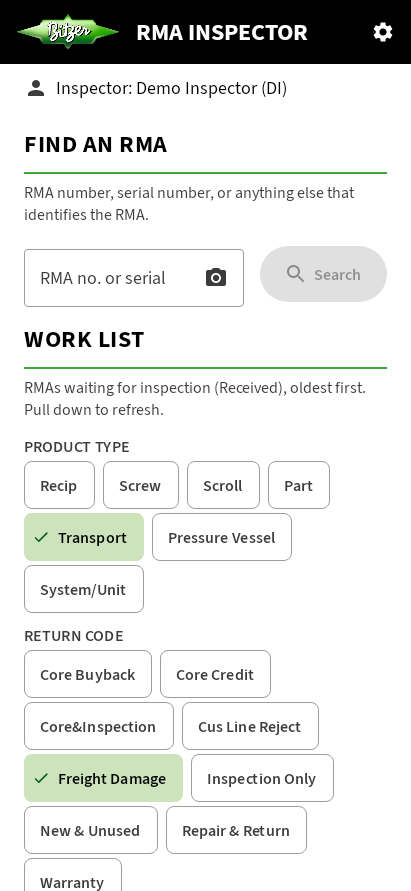 Bitzer
RMA INSPECTOR
Inspector: Demo Inspector (DI)
FIND AN RMA
RMA number, serial number, or anything else that
identifies the RMA.
RMA no. or serial
Search
WORK LIST
RMAs waiting for inspection (Received), oldest first.
Pull down to refresh.
PRODUCT TYPE
Recip Screw Scroll Part
Transport Pressure Vessel
System/Unit
RETURN CODE
Core Buyback Core Credit
Core&Inspection Cus Line Reject
Freight Damage Inspection Only
New & Unused Repair & Return
Warranty